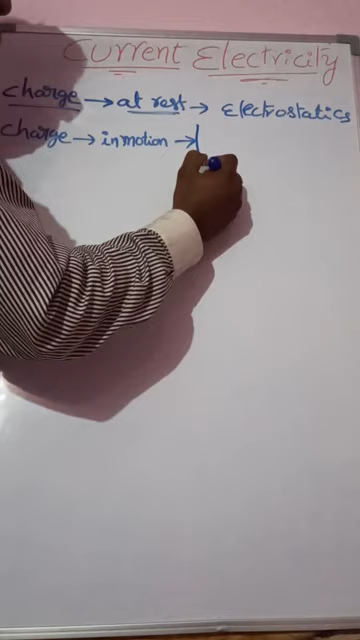 Current Electricity
charge → at rest → Electrostatics
charge → in motion →